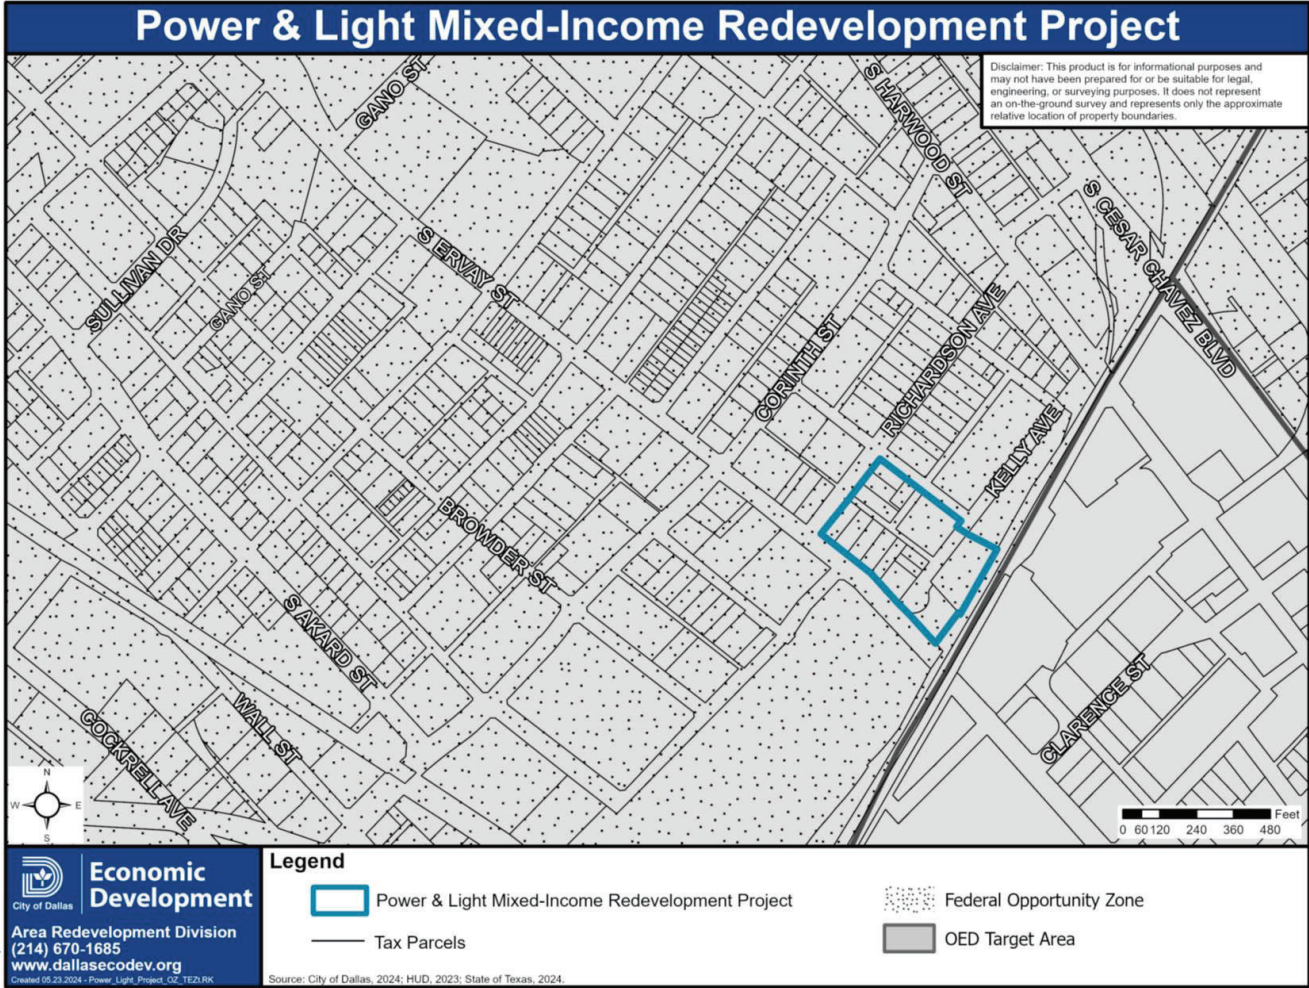 Power & Light Mixed-Income Redevelopment Project
Disclaimer: This product is for informational purposes and
may not have been prepared for or be suitable for legal,
engineering, or surveying purposes. It does not represent
an on-the-ground survey and represents only the approximate
relative location of property boundaries.
GANO ST
S HARWOOD ST
S CESAR CHAVEZ BLVD
SULLIVAN DR
GANO ST
S ERVAY ST
CORINTH ST
RICHARDSON AVE
KELLY AVE
BROWDER ST
S AKARD ST
WALL ST
COCKRELL AVE
CLARENCE ST
N
W E
S
Feet
0 60 120 240 360 480
City of Dallas
Economic
Development
Area Redevelopment Division
(214) 670-1685
www.dallasecodev.org
Created 05.23.2024 - Power_Light_Project_OZ_TEZt.RK
Legend
Power & Light Mixed-Income Redevelopment Project
Tax Parcels
Federal Opportunity Zone
OED Target Area
Source: City of Dallas, 2024; HUD, 2023; State of Texas, 2024.